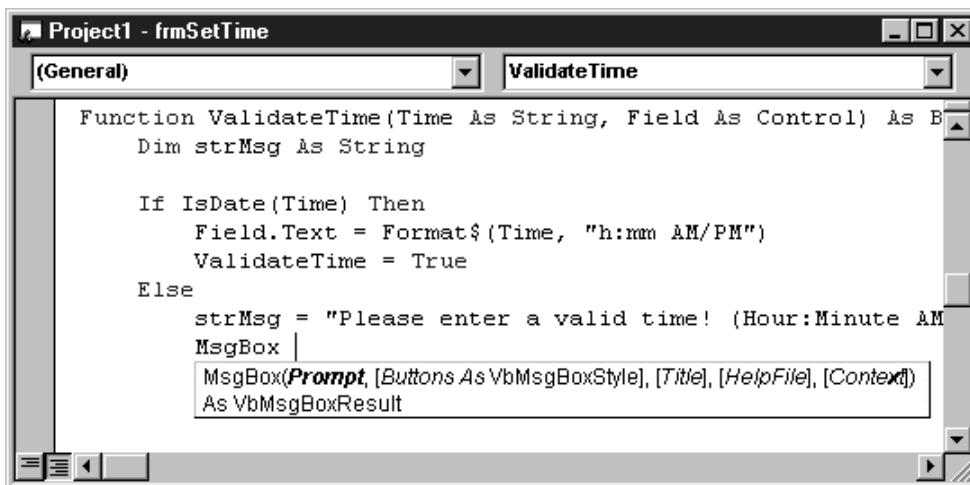 Project1 - frmSetTime
(General) ValidateTime
Function ValidateTime(Time As String, Field As Control) As B
Dim strMsg As String
If IsDate(Time) Then
Field.Text = Format$(Time, "h:mm AM/PM")
ValidateTime = True
Else
strMsg = "Please enter a valid time! (Hour:Minute AM
MsgBox
MsgBox(Prompt, [Buttons As VbMsgBoxStyle], [Title], [HelpFile], [Context])
As VbMsgBoxResult